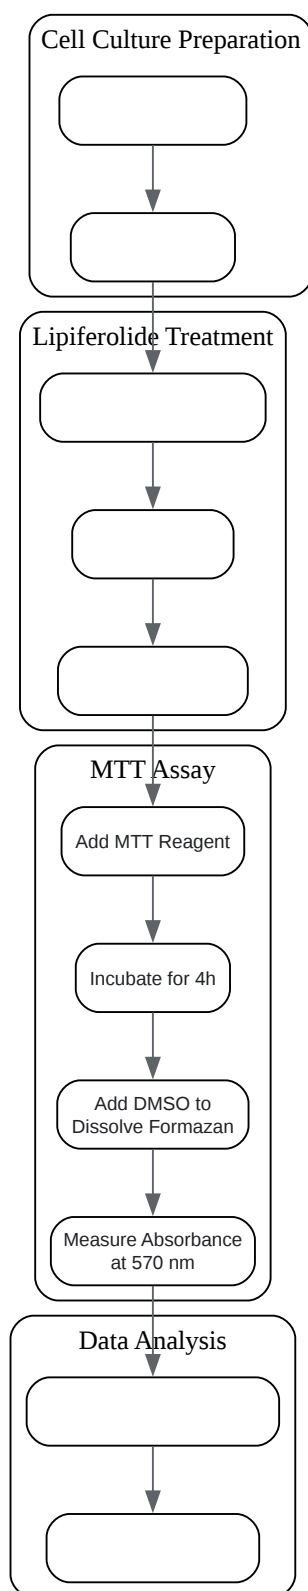 Cell Culture Preparation
Lipiferolide Treatment
MTT Assay
Add MTT Reagent
Incubate for 4h
Add DMSO to
Dissolve Formazan
Measure Absorbance
at 570 nm
Data Analysis